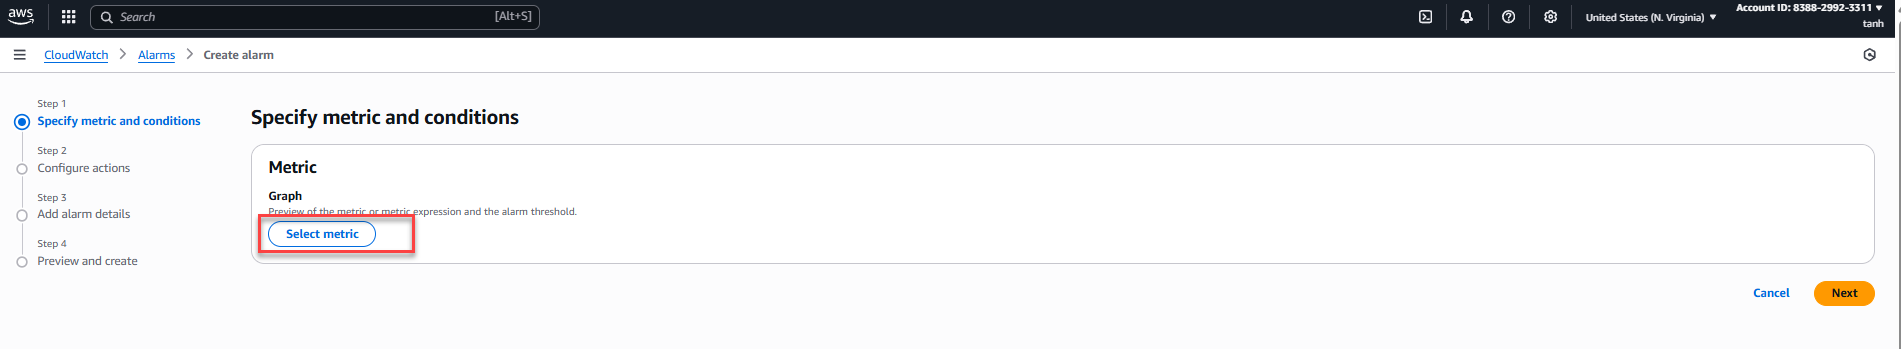 aws
Search
[Alt+S]
United States (N. Virginia)
Account ID: 8388-2992-3311
tanh
CloudWatch
Alarms
Create alarm
Step 1
Specify metric and conditions
Step 2
Configure actions
Step 3
Add alarm details
Step 4
Preview and create
Specify metric and conditions
Metric
Graph
Preview of the metric or metric expression and the alarm threshold.
Select metric
Cancel
Next